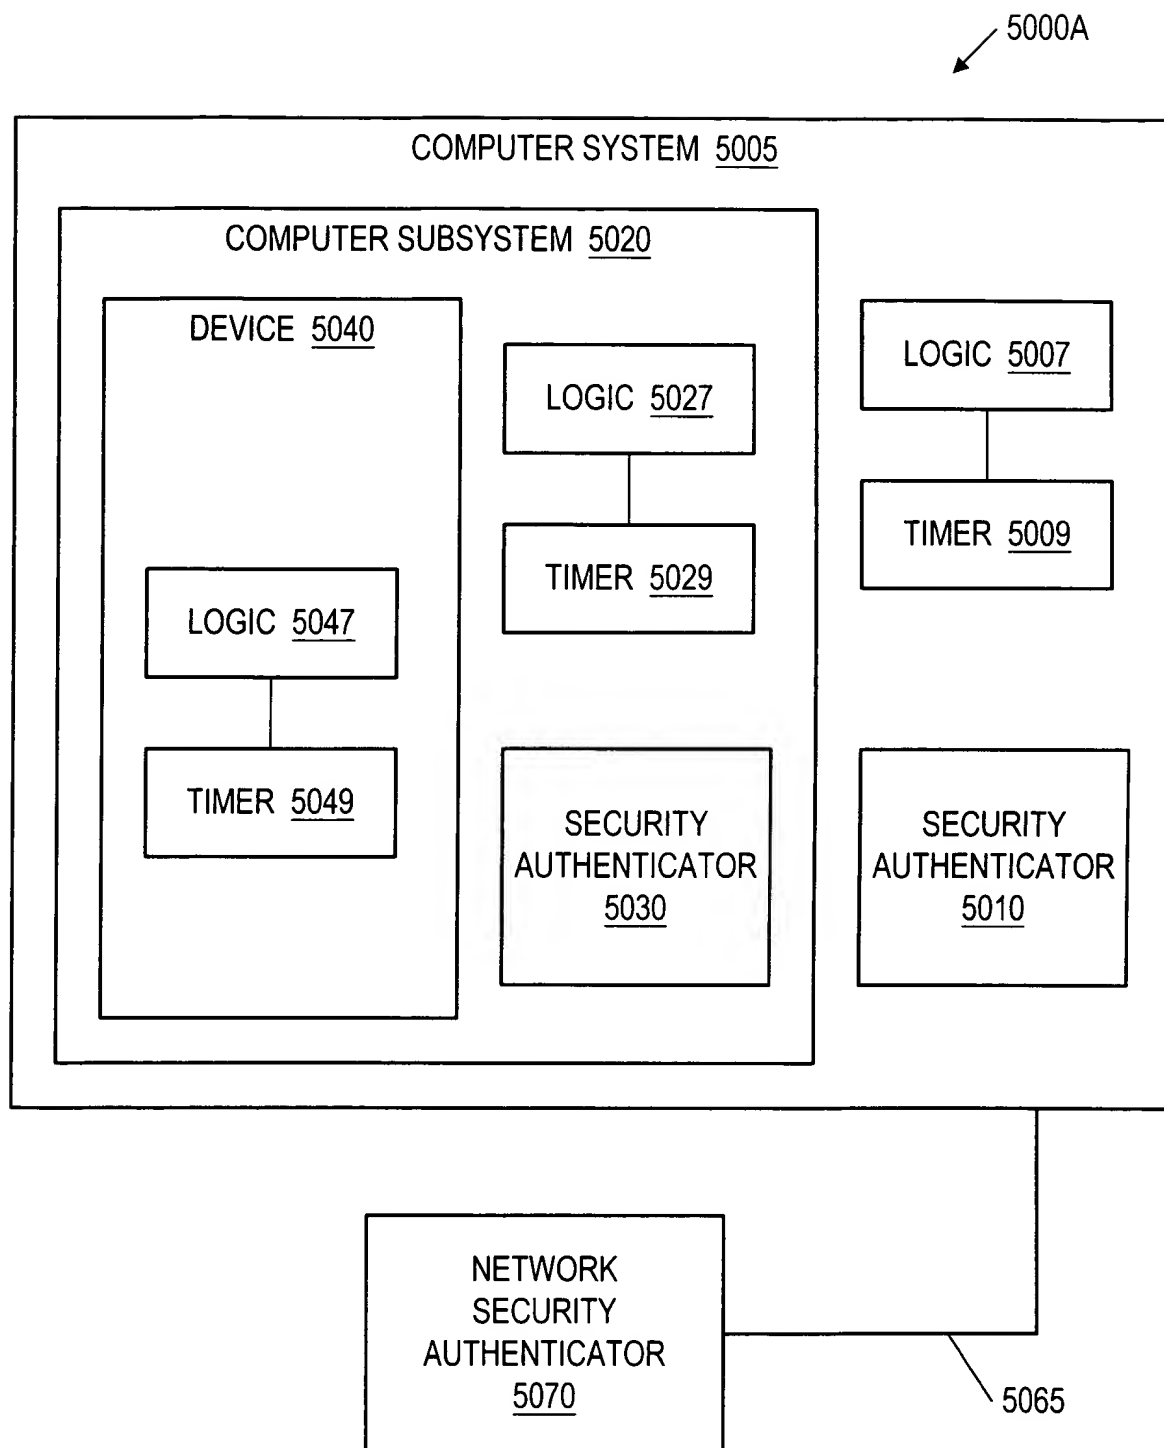 5000A
COMPUTER SYSTEM 5005
COMPUTER SUBSYSTEM 5020
DEVICE 5040
LOGIC 5007
LOGIC 5027
TIMER 5009
TIMER 5029
LOGIC 5047
TIMER 5049
SECURITY
AUTHENTICATOR
5030
SECURITY
AUTHENTICATOR
5010
NETWORK
SECURITY
AUTHENTICATOR
5070
5065